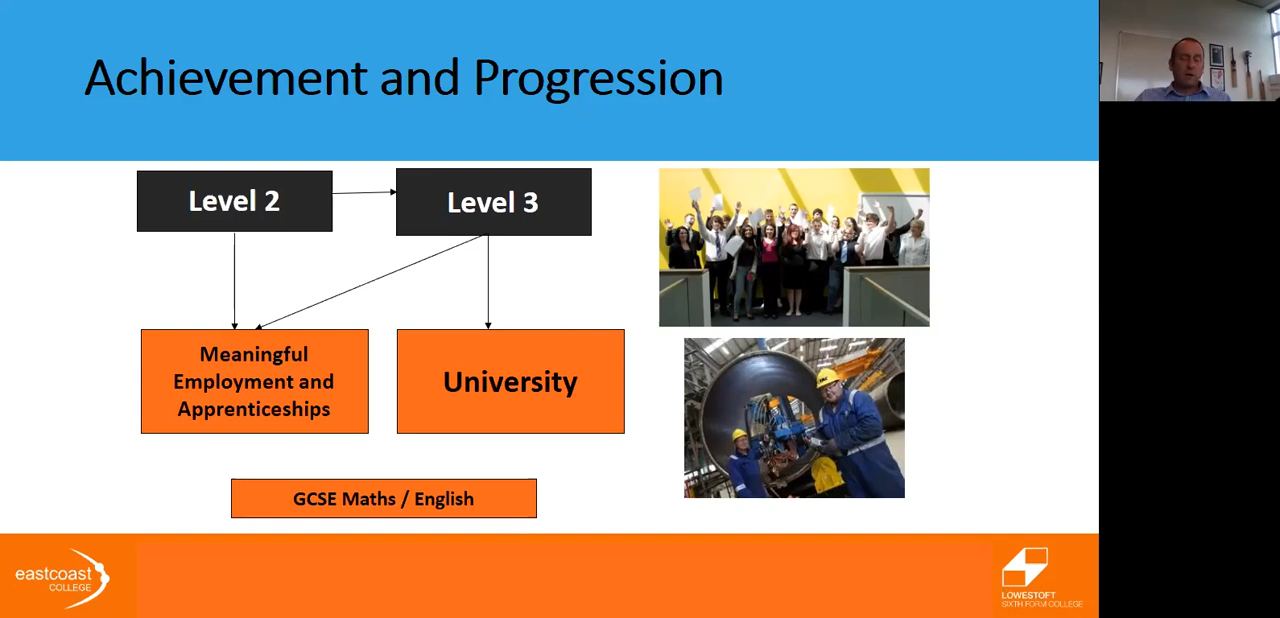 Achievement and Progression
Level 2
Level 3
Meaningful
Employment and
Apprenticeships
University
GCSE Maths / English
eastcoast
COLLEGE
LOWESTOFT
SIXTH FORM COLLEGE